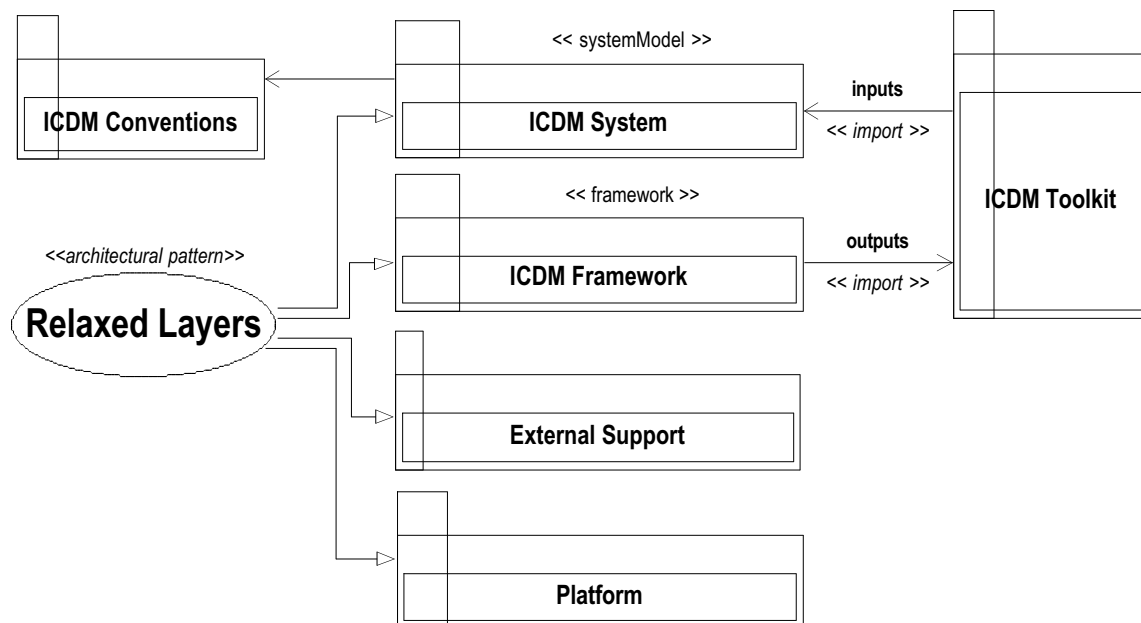 << systemModel >>
ICDM Conventions
ICDM System
inputs
<< import >>
ICDM Toolkit
<< framework >>
ICDM Framework
outputs
<< import >>
<<architectural pattern>>
Relaxed Layers
External Support
Platform